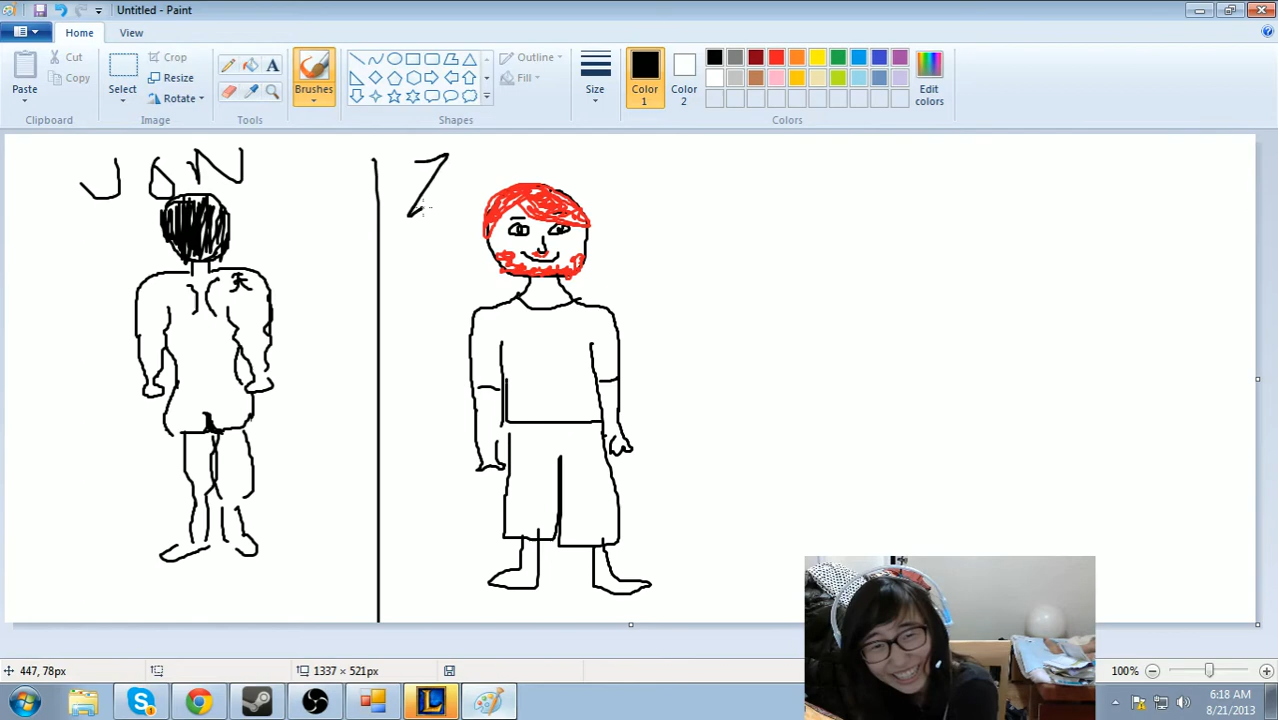 Untitled - Paint
Home
View
Paste
Cut
Copy
Clipboard
Select
Crop
Resize
Rotate
Image
Tools
Brushes
Shapes
Outline
Fill
Size
Color 1
Color 2
Edit colors
Colors
JON
447, 78px
1337 × 521px
100%
6:18 AM
8/21/2013